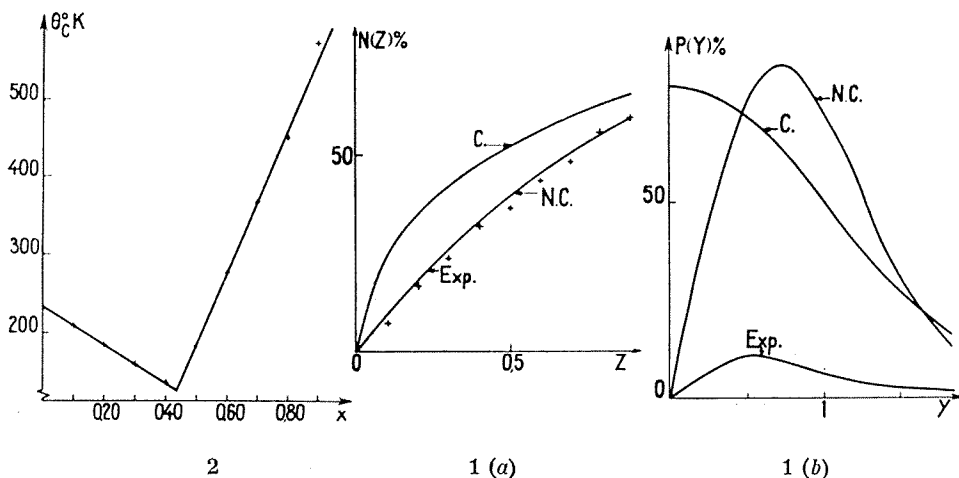 θ°c K
500
400
300
200
0,20 0,40 0,60 0,80 x
2
N(Z)%
50
C.
N.C.
Exp.
0 0,5 Z
1 (a)
P(Y)%
N.C.
C.
50
Exp.
0
1 Y
1 (b)